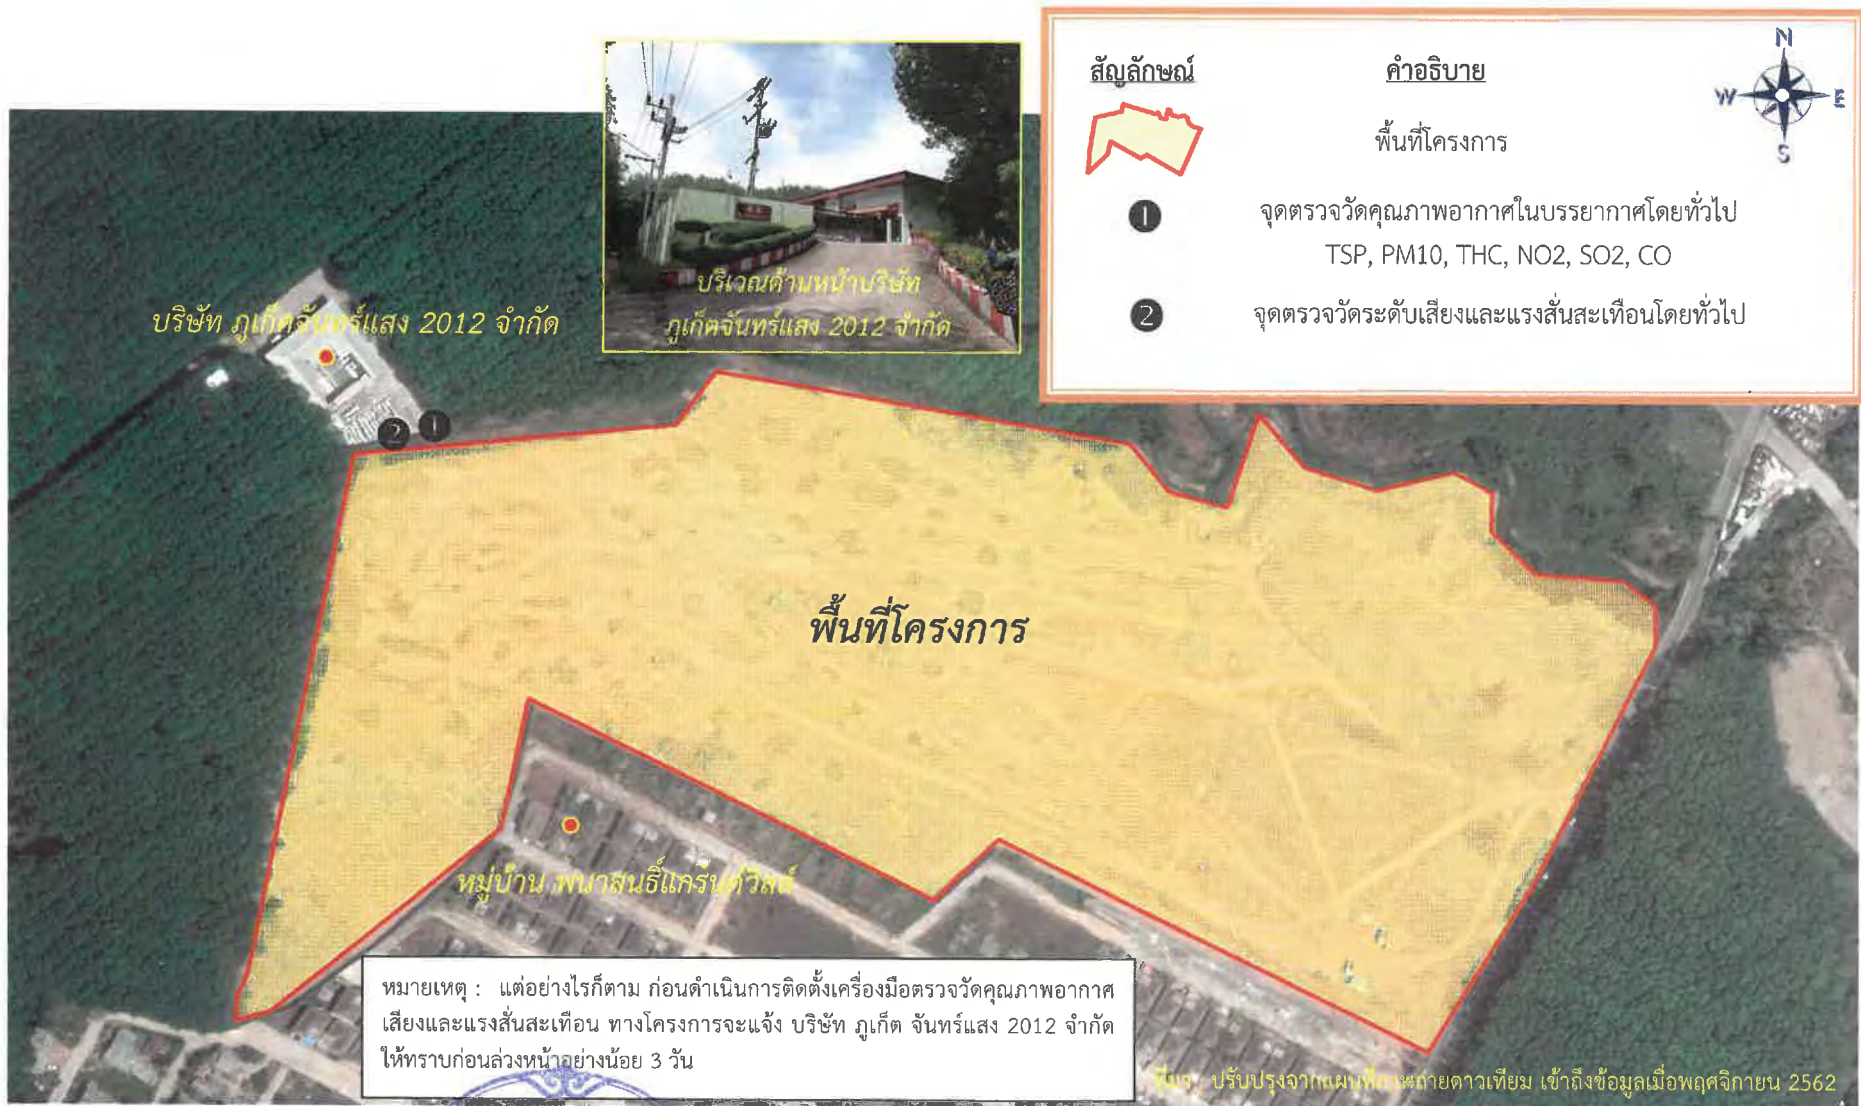 สัญลักษณ์
คำอธิบาย
N
W
E
S
พื้นที่โครงการ
1
จุดตรวจวัดคุณภาพอากาศในบรรยากาศโดยทั่วไป
TSP, PM10, THC, NO2, SO2, CO
2
จุดตรวจวัดระดับเสียงและแรงสั่นสะเทือนโดยทั่วไป
บริเวณด้านหน้าบริษัท
ภูเก็ตจันทร์แสง 2012 จำกัด
บริษัท ภูเก็ตจันทร์แสง 2012 จำกัด
2
1
พื้นที่โครงการ
หมู่บ้าน พนาสนธิ์แกรีนด์วิลล์
หมายเหตุ : แต่อย่างไรก็ตาม ก่อนดำเนินการติดตั้งเครื่องมือตรวจวัดคุณภาพอากาศ
เสียงและแรงสั่นสะเทือน ทางโครงการจะแจ้ง บริษัท ภูเก็ต จันทร์แสง 2012 จำกัด
ให้ทราบก่อนล่วงหน้าอย่างน้อย 3 วัน
ที่มา : ปรับปรุงจากแผนที่ภาพถ่ายดาวเทียม เข้าถึงข้อมูลเมื่อพฤศจิกายน 2562